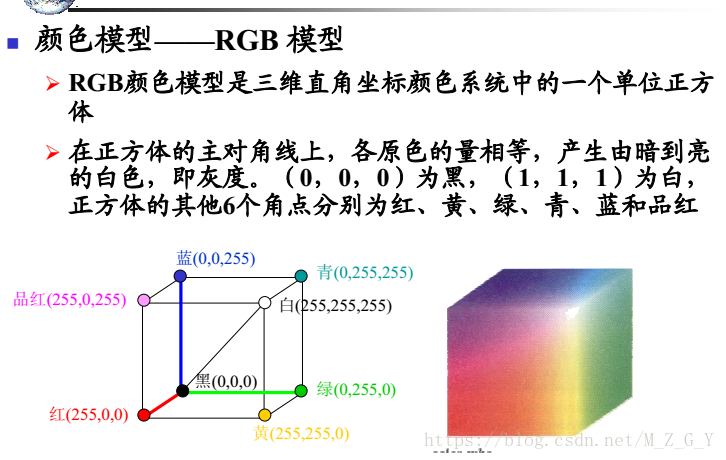 颜色模型——RGB 模型
RGB颜色模型是三维直角坐标颜色系统中的一个单位正方
体
在正方体的主对角线上，各原色的量相等，产生由暗到亮
的白色，即灰度。（0，0，0）为黑，（1，1，1）为白，
正方体的其他6个角点分别为红、黄、绿、青、蓝和品红
蓝(0,0,255)
青(0,255,255)
品红(255,0,255)
白(255,255,255)
黑(0,0,0)
绿(0,255,0)
红(255,0,0)
黄(255,255,0)
https://blog.csdn.net/M_Z_G_Y